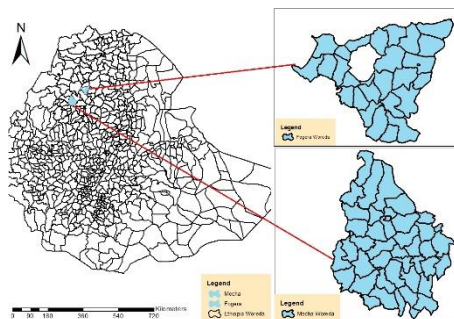 N
Legend
Fogera Woreda
Legend
Mecha
Fogera
Ethiopia Woreda
Kilometers
0 90 180 360 540 720
Legend
Mecha Woreda